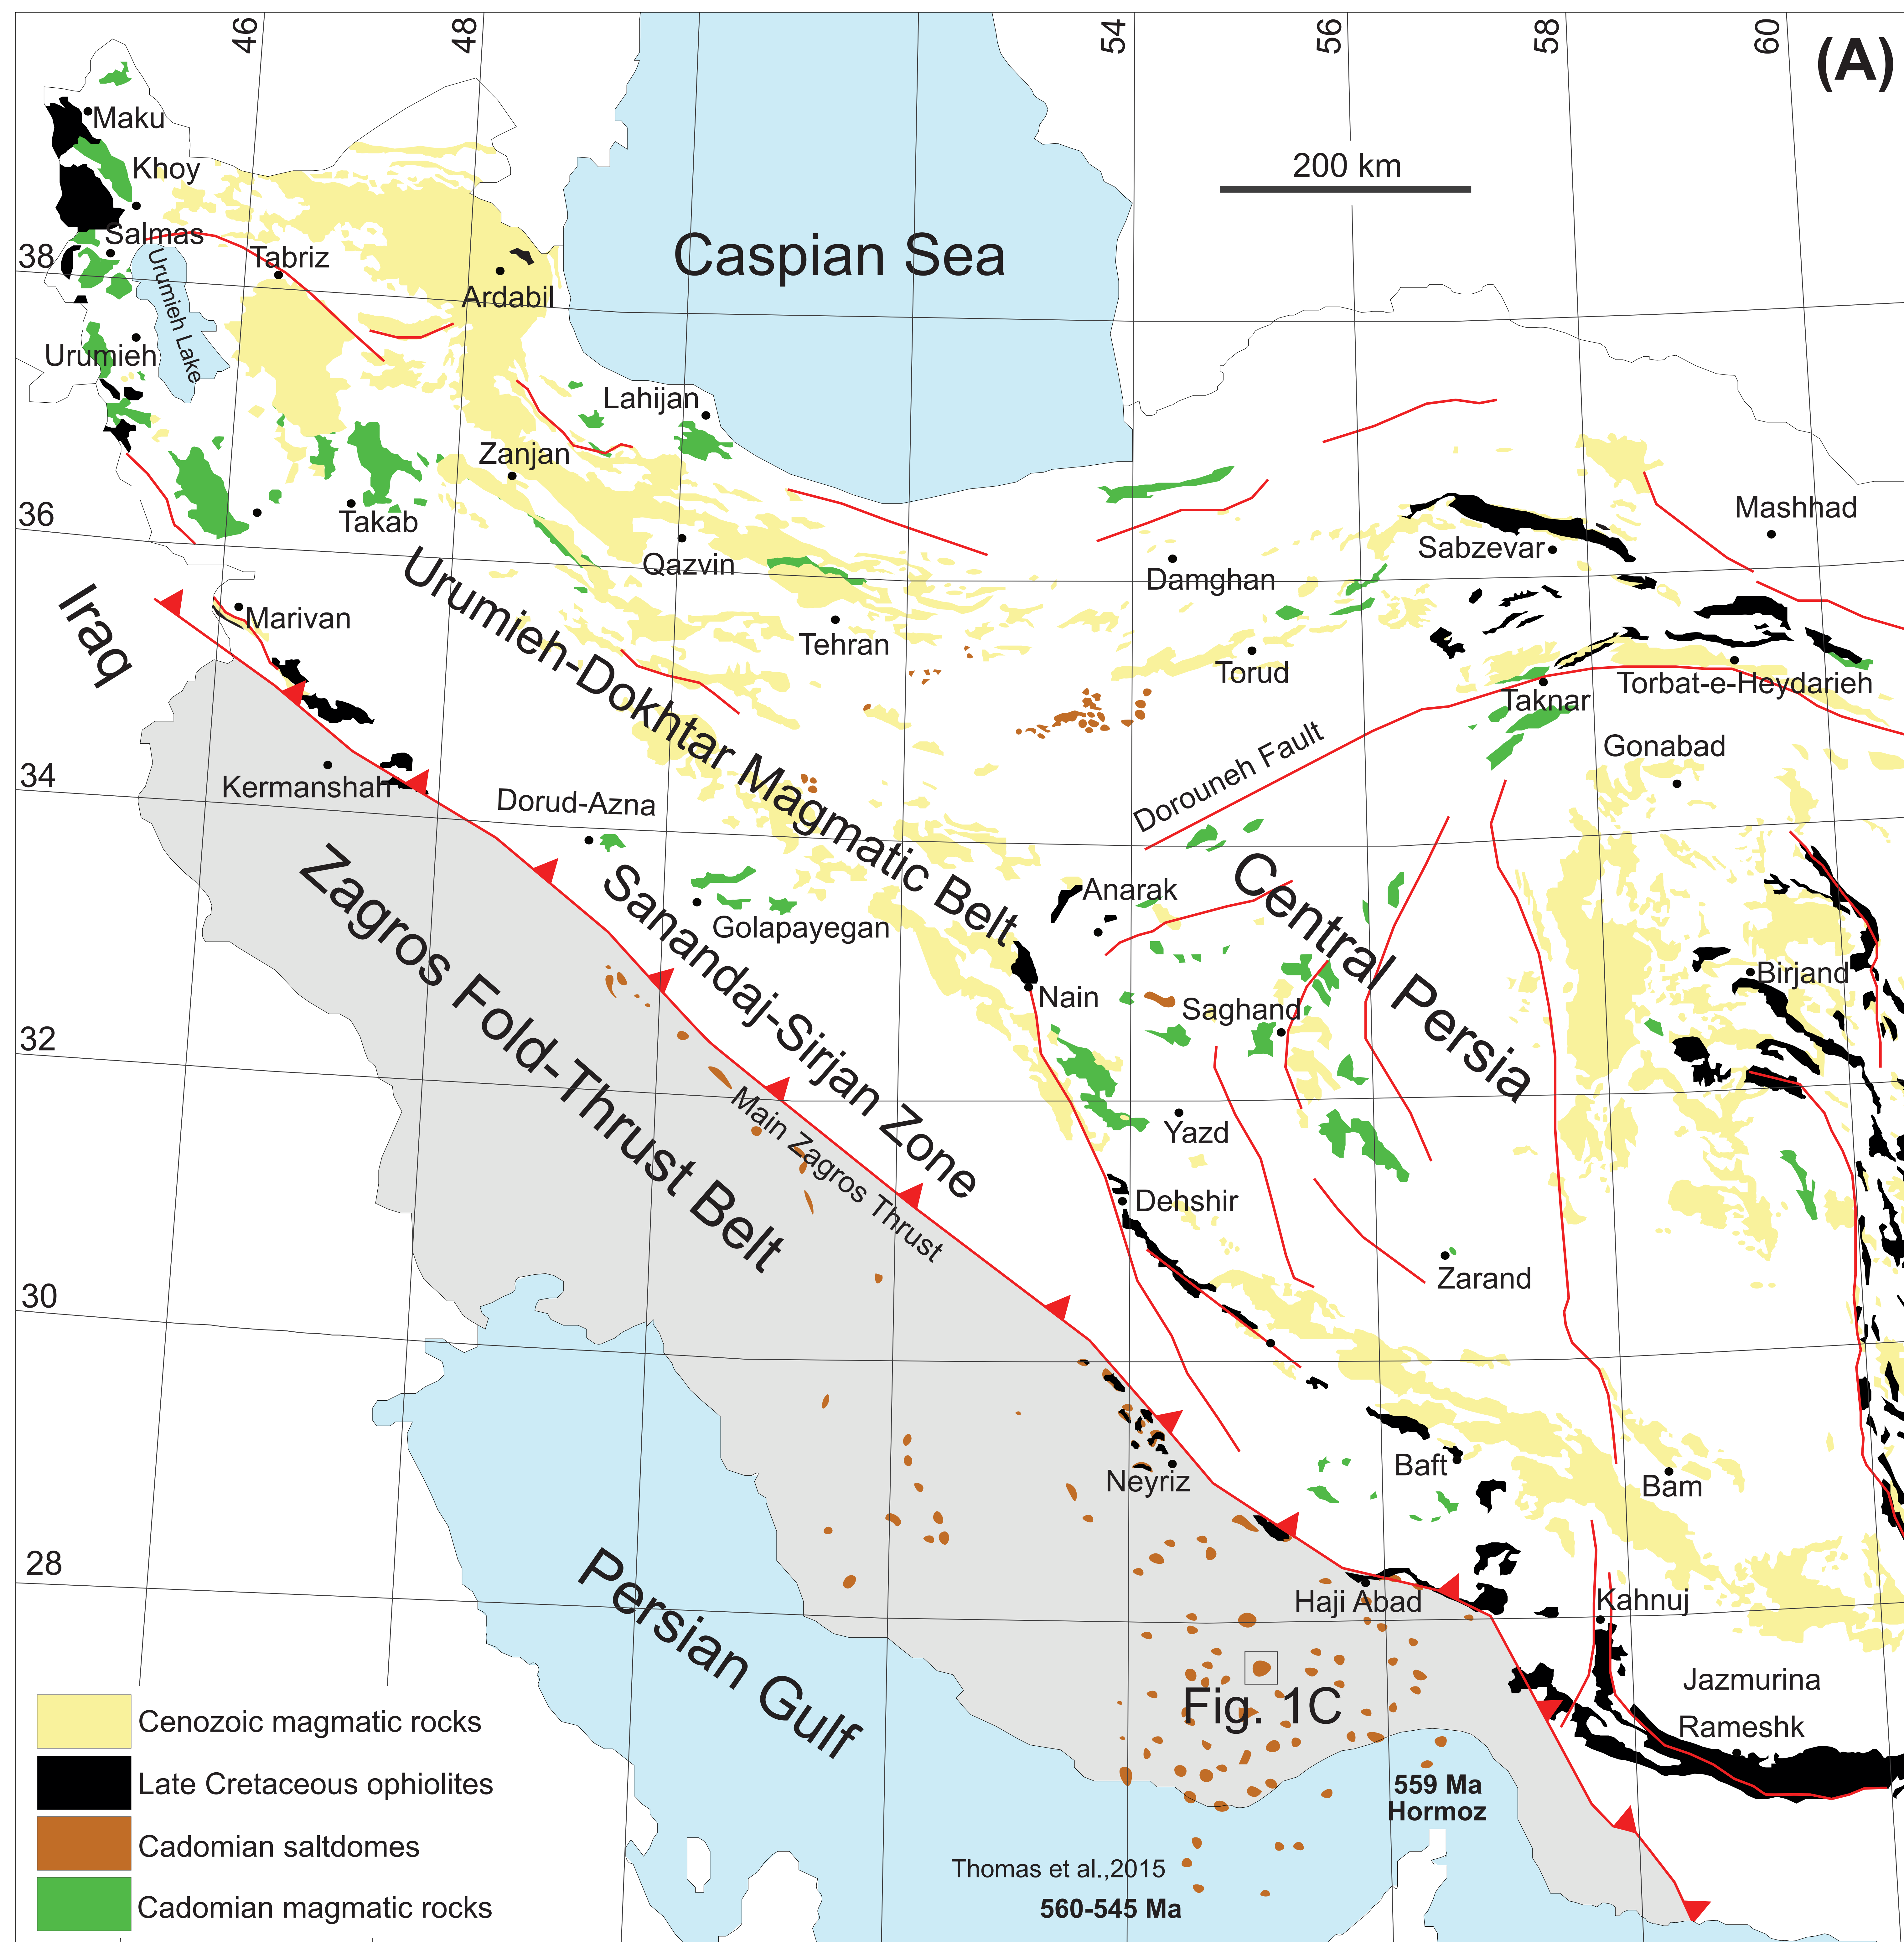 46
48
54
56
58
60
(A)
Maku
Khoy
200 km
Salmas
Caspian Sea
38
Tabriz
Urumieh Lake
Ardabil
Urumieh
Lahijan
Zanjan
Mashhad
36
Takab
Sabzevar
Qazvin
Damghan
Iraq
Marivan
Urumieh-Dokhtar Magmatic Belt
Tehran
Torud
Taknar
Torbat-e-Heydarieh
Gonabad
34
Kermanshah
Dorud-Azna
Dorouneh Fault
Central Persia
Anarak
Golapayegan
Zagros Fold-Thrust Belt
Sanandaj-Sirjan Zone
Birjand
Nain
Saghand
32
Main Zagros Thrust
Yazd
Dehshir
Zarand
30
Baft
Neyriz
Bam
28
Persian Gulf
Haji Abad
Kahnuj
Jazmurina
Rameshk
Fig. 1C
Cenozoic magmatic rocks
Late Cretaceous ophiolites
Cadomian saltdomes
Cadomian magmatic rocks
559 Ma
Hormoz
Thomas et al.,2015
560-545 Ma